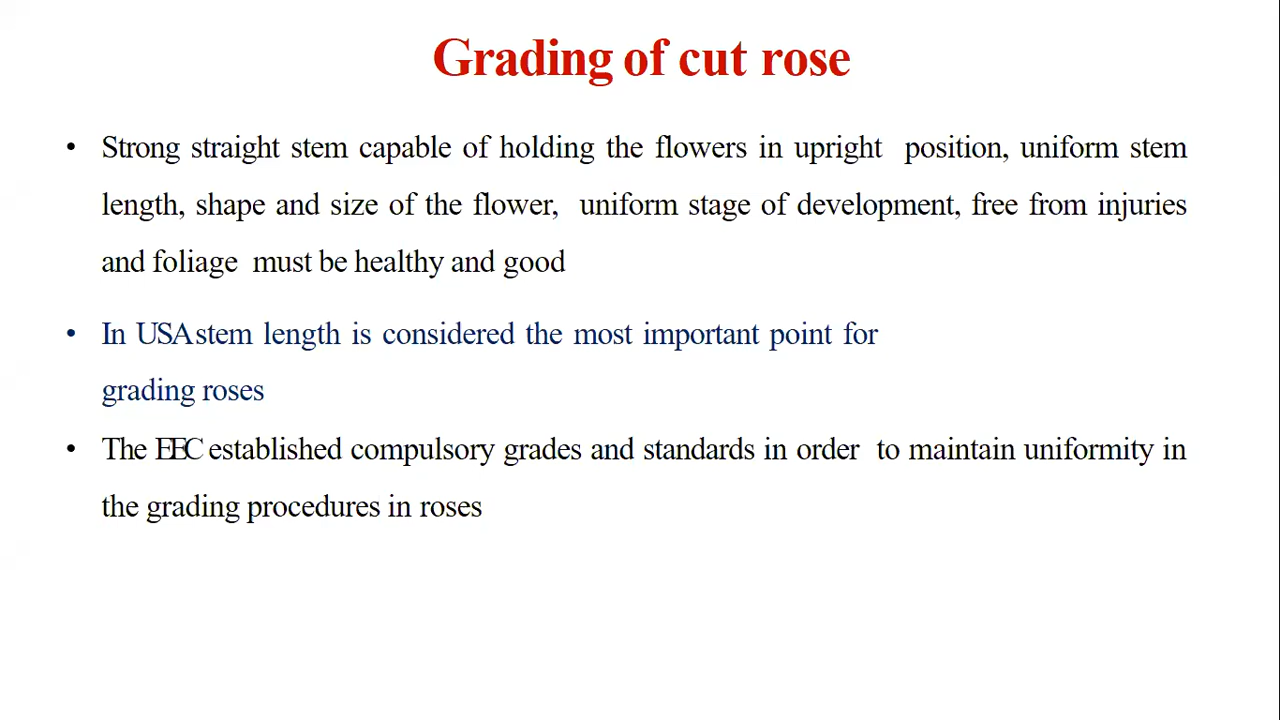 Grading of cut rose
• Strong straight stem capable of holding the flowers in upright position, uniform stem
length, shape and size of the flower, uniform stage of development, free from injuries
and foliage must be healthy and good
• In USA stem length is considered the most important point for
grading roses
• The EEC established compulsory grades and standards in order to maintain uniformity in
the grading procedures in roses